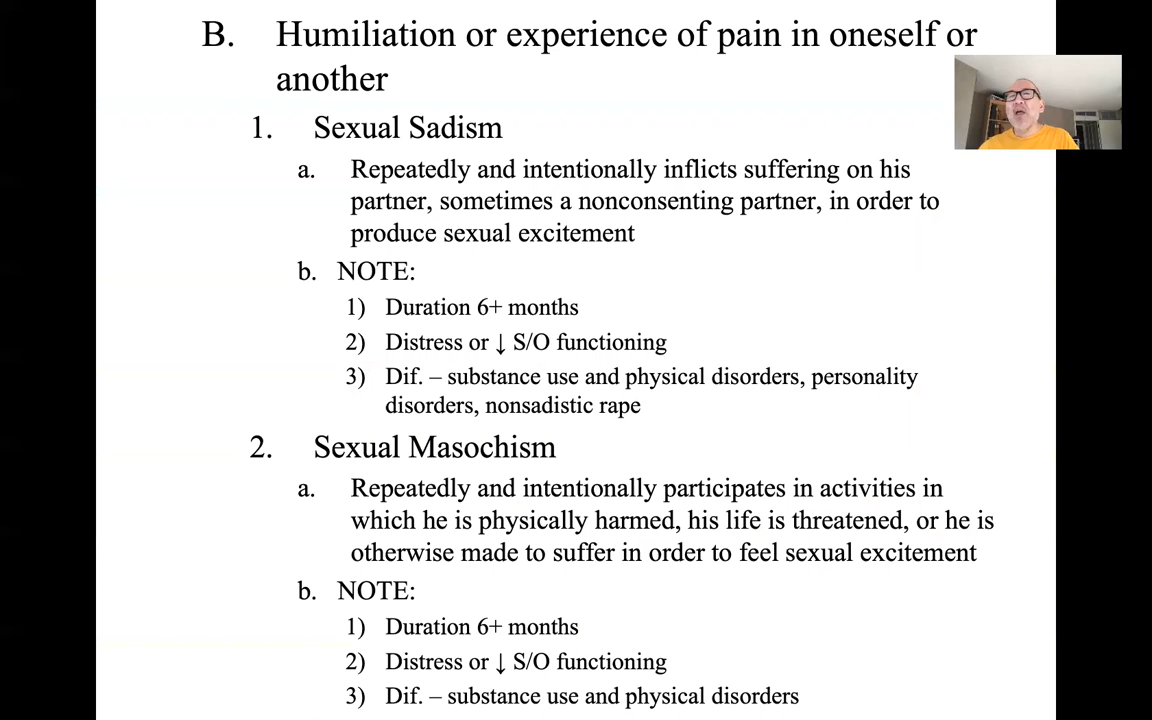 B. Humiliation or experience of pain in oneself or
another
1. Sexual Sadism
a. Repeatedly and intentionally inflicts suffering on his
partner, sometimes a nonconsenting partner, in order to
produce sexual excitement
b. NOTE:
1) Duration 6+ months
2) Distress or ↓ S/O functioning
3) Dif. – substance use and physical disorders, personality
disorders, nonsadistic rape
2. Sexual Masochism
a. Repeatedly and intentionally participates in activities in
which he is physically harmed, his life is threatened, or he is
otherwise made to suffer in order to feel sexual excitement
b. NOTE:
1) Duration 6+ months
2) Distress or ↓ S/O functioning
3) Dif. – substance use and physical disorders